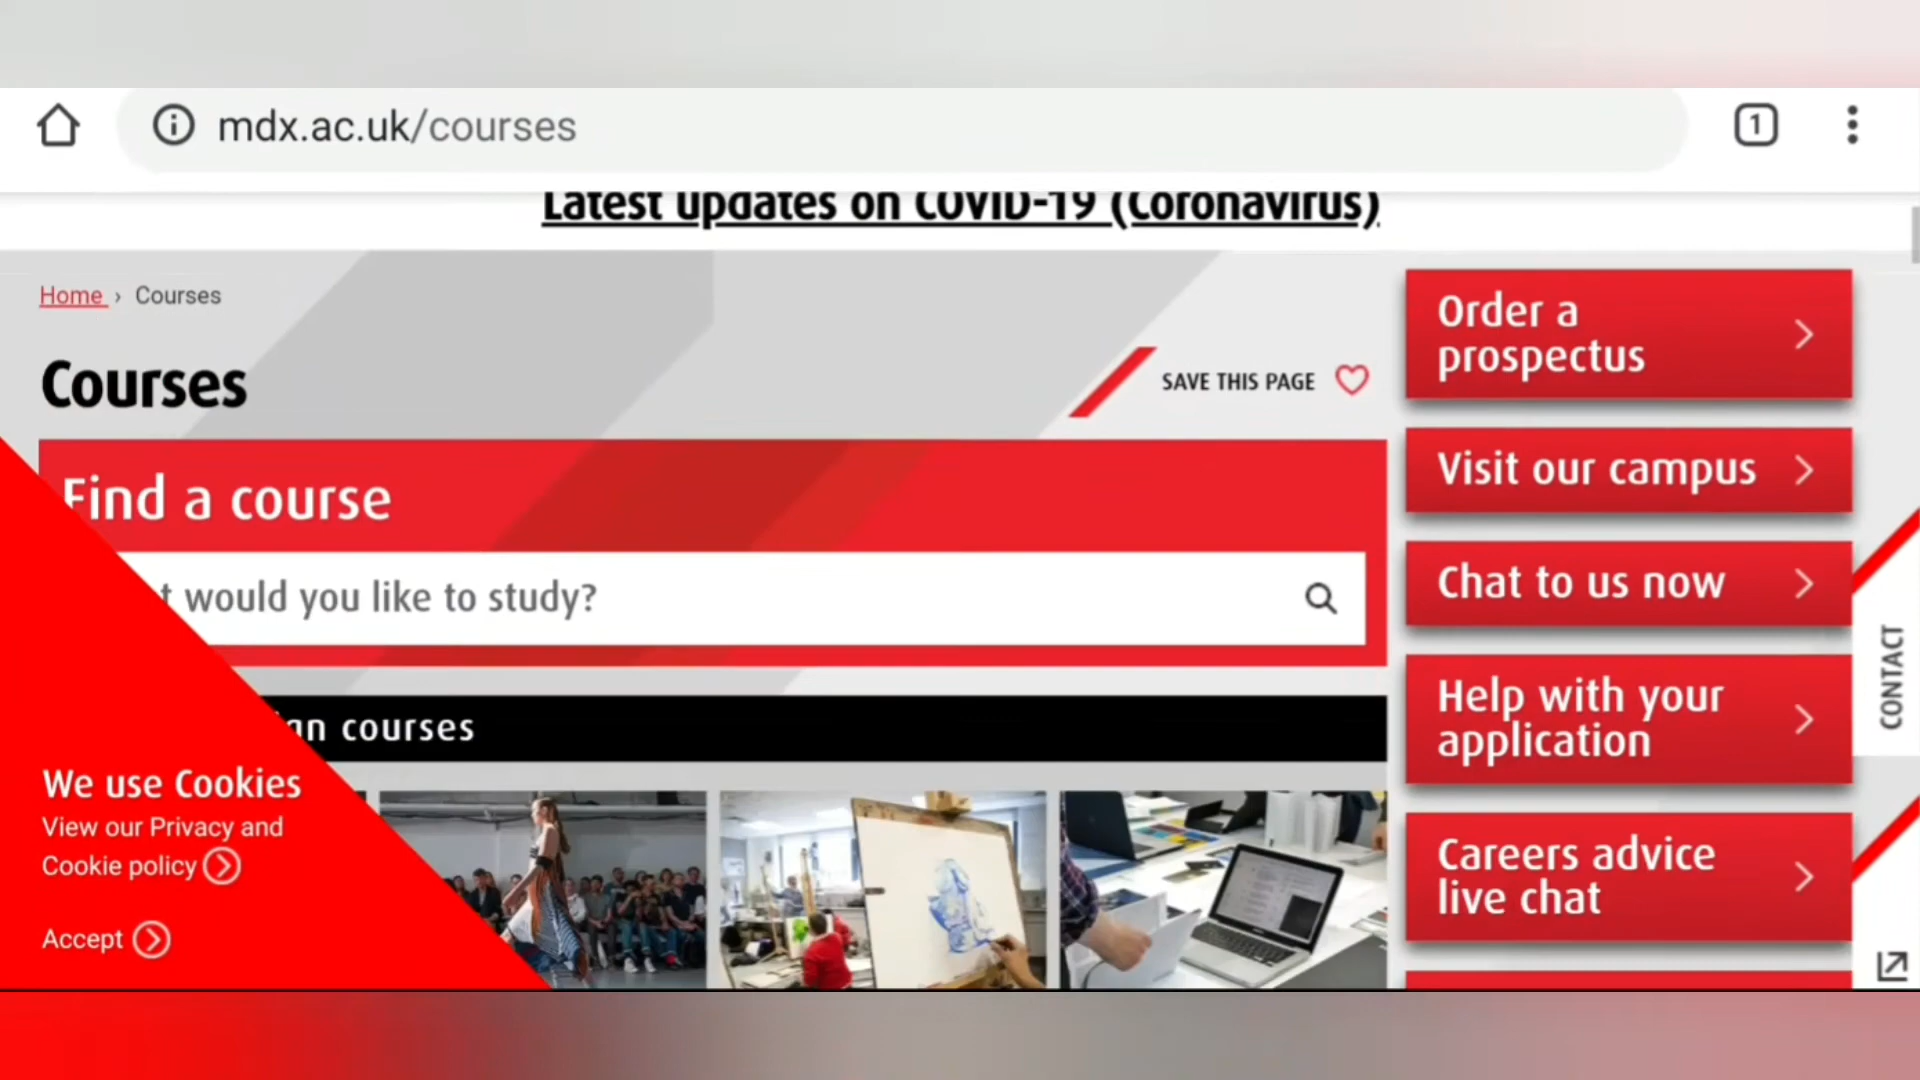 mdx.ac.uk/courses
1
Latest updates on COVID-19 (Coronavirus)
Home › Courses
Courses
SAVE THIS PAGE
Find a course
would you like to study?
courses
We use Cookies
View our Privacy and
Cookie policy
Accept
Order a
prospectus
Visit our campus
Chat to us now
Help with your
application
Careers advice
live chat
CONTACT